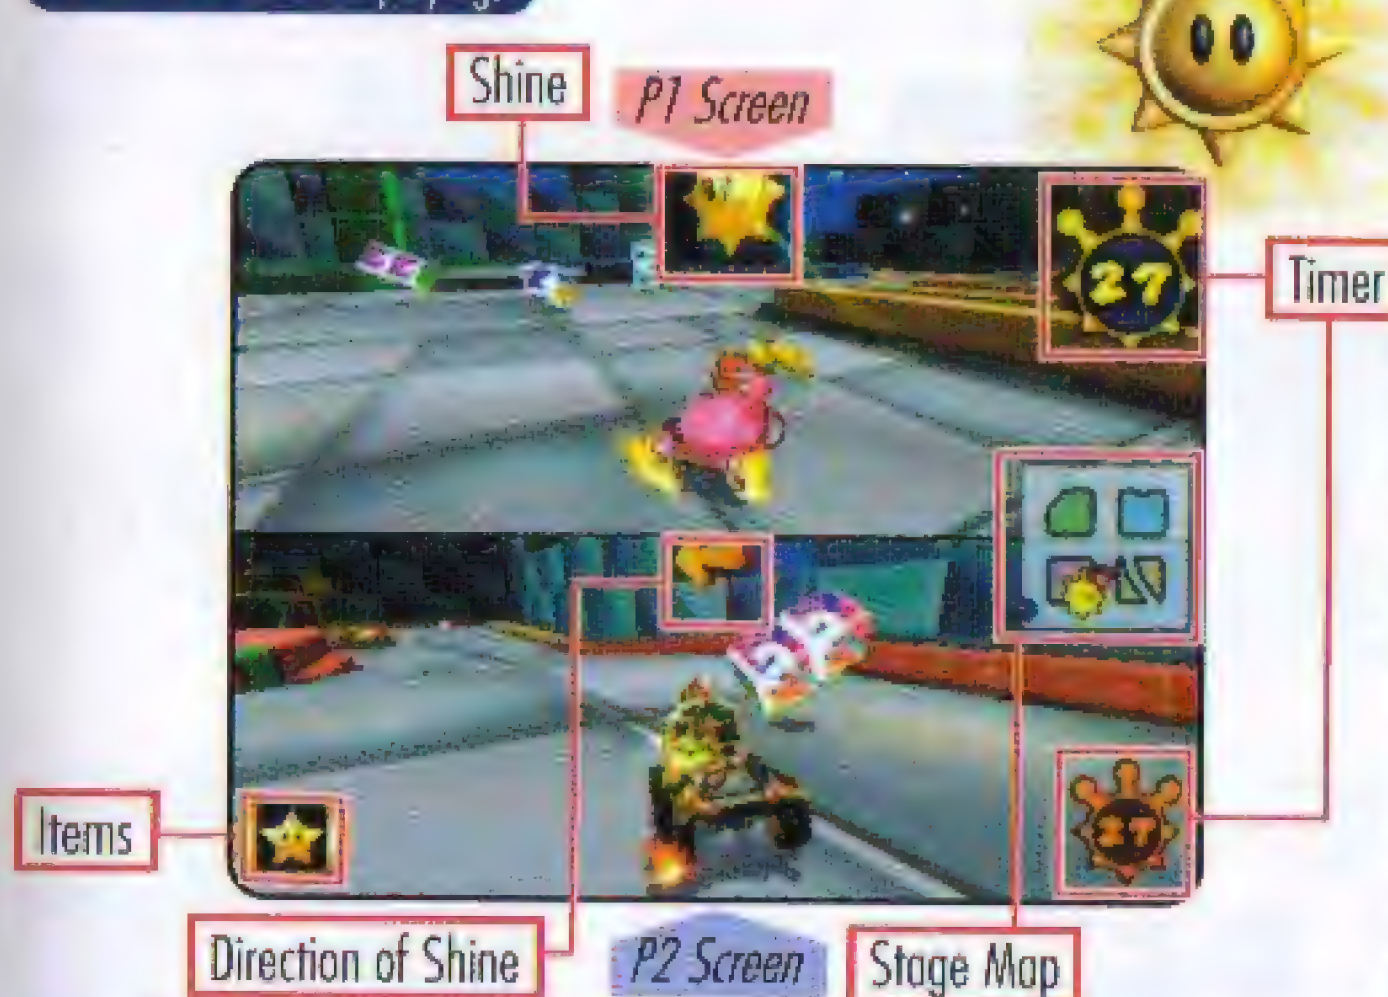 Shine
P1 Screen
27
Timer
27
Items
Direction of Shine
P2 Screen
Stage Map